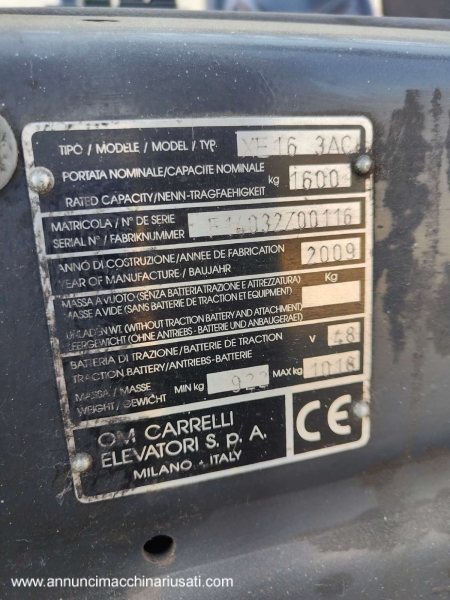 TIPO / MODELE / MODEL / TYP. XE16 3AC
PORTATA NOMINALE/CAPACITE NOMINALE
RATED CAPACITY/NENN-TRAGFAEHIGKEIT kg 1600
MATRICOLA / N° DE SERIE
SERIAL N° / FABRIKNUMMER E14032Z00116
ANNO DI COSTRUZIONE/ANNEE DE FABRICATION
YEAR OF MANUFACTURE / BAUJAHR 2009
MASSA A VUOTO (SENZA BATTERIA TRAZIONE E ATTREZZATURA) Kg
MASSE A VIDE (SANS BATTERIE DE TRACTION ET EQUIPEMENT)
UNLADEN WT. (WITHOUT TRACTION BATTERY AND ATTACHMENT)
LEERGEWICHT (OHNE ANTRIEBS - BATTERIE UND ANBAUGERAET)
BATTERIA DI TRAZIONE/BATTERIE DE TRACTION
TRACTION BATTERY/ANTRIEBS-BATTERIE V 48
MASSA / MASSE
WEIGHT / GEWICHT MIN kg 922 MAX kg 1018
OM CARRELLI
ELEVATORI S.p.A.
MILANO - ITALY
CE
www.annuncimacchinariusati.com